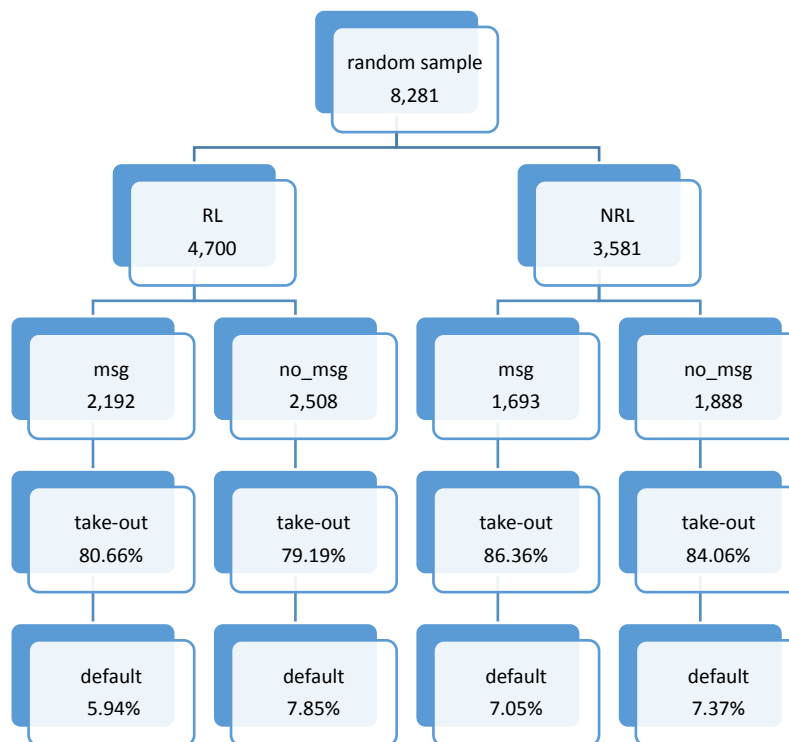 random sample
8,281
RL
4,700
NRL
3,581
msg
2,192
no_msg
2,508
msg
1,693
no_msg
1,888
take-out
80.66%
take-out
79.19%
take-out
86.36%
take-out
84.06%
default
5.94%
default
7.85%
default
7.05%
default
7.37%